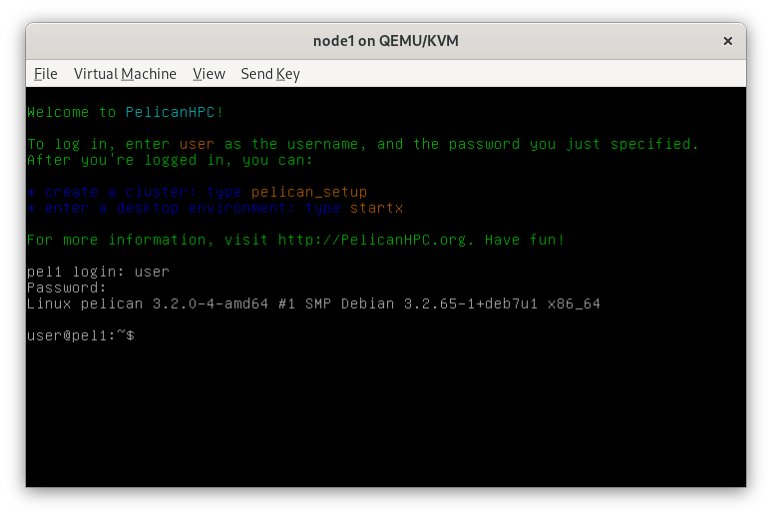 node1 on QEMU/KVM
File Virtual Machine View Send Key
Welcome to PelicanHPC!
To log in, enter user as the username, and the password you just specified.
After you're logged in, you can:
* create a cluster: type pelican_setup
* enter a desktop environment: type startx
For more information, visit http://PelicanHPC.org. Have fun!
pel1 login: user
Password:
Linux pelican 3.2.0-4-amd64 #1 SMP Debian 3.2.65-1+deb7u1 x86_64
user@pel1:~$